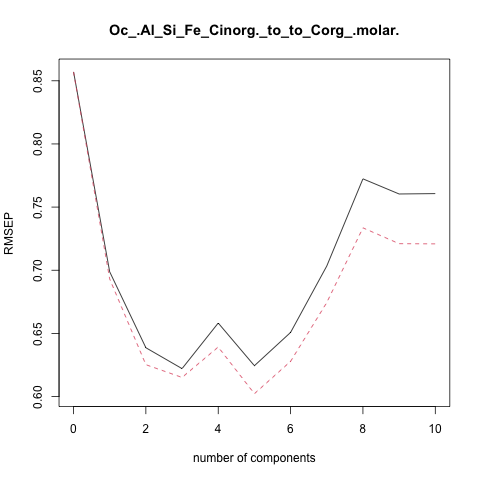 Oc_.Al_Si_Fe_Cinorg._to_to_Corg_.molar.
RMSEP
0.85
0.80
0.75
0.70
0.65
0.60
0 2 4 6 8 10
number of components